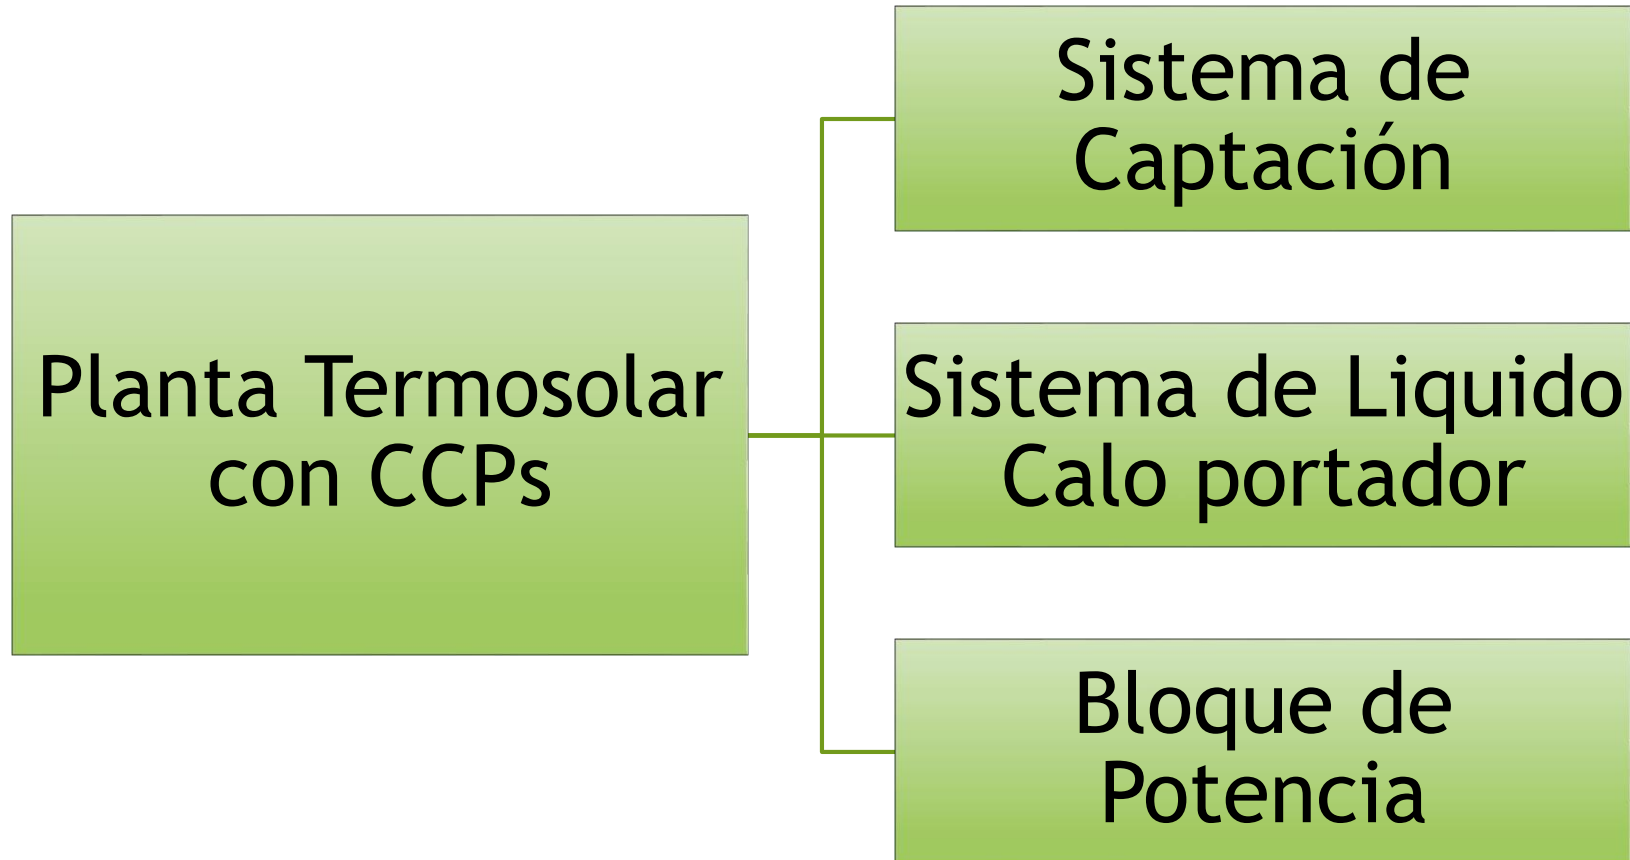 Planta Termosolar
con CCPs
Sistema de
Captación
Sistema de Liquido
Calo portador
Bloque de
Potencia